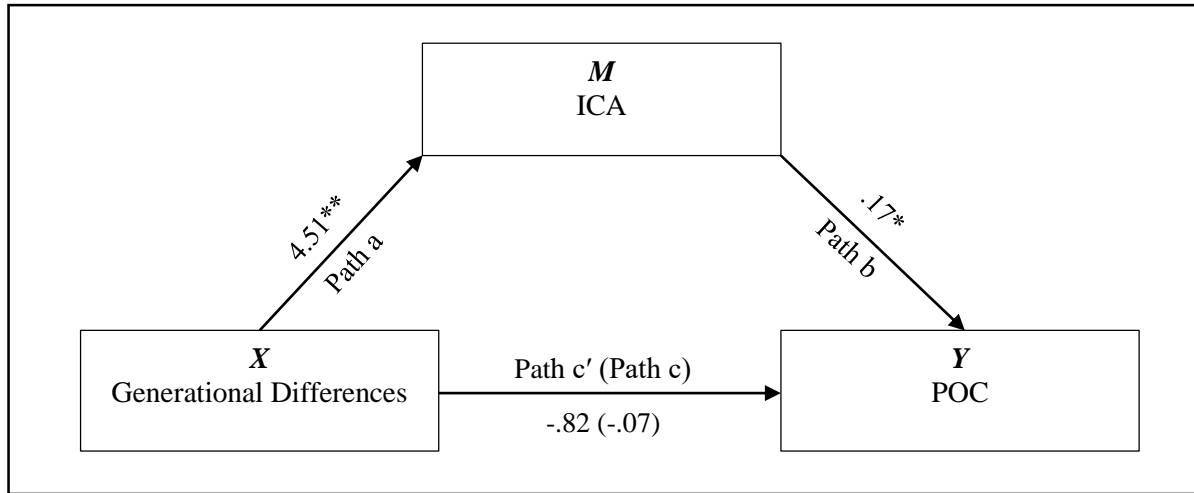 M
ICA
4.51**
Path a
.17*
Path b
X
Generational Differences
Path c′ (Path c)
-.82 (-.07)
Y
POC